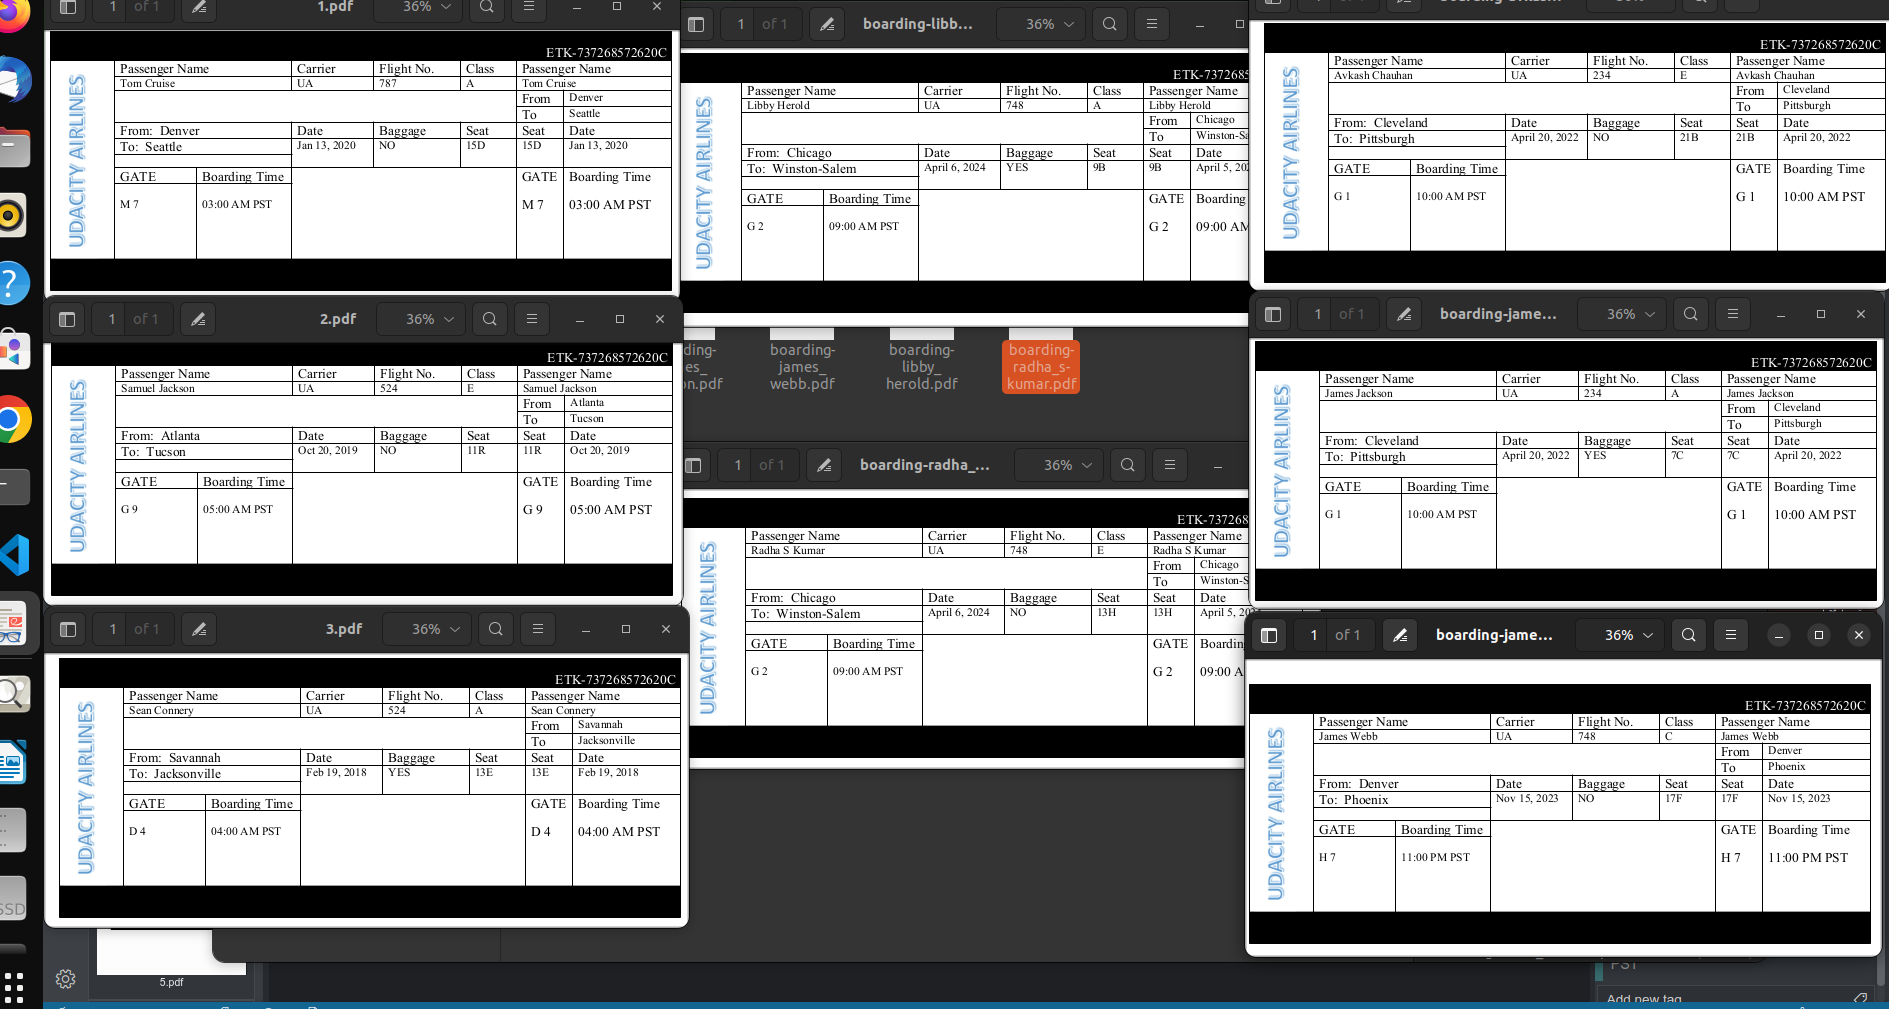 1.pdf
1 of 1
36%
ETK-737268572620C
UDACITY AIRLINES
Passenger Name Carrier Flight No. Class Passenger Name
Tom Cruise UA 787 A Tom Cruise
From Denver
To Seattle
From: Denver Date Baggage Seat Seat Date
To: Seattle Jan 13, 2020 NO 15D 15D Jan 13, 2020
GATE Boarding Time GATE Boarding Time
M 7 03:00 AM PST M 7 03:00 AM PST
1 of 1
2.pdf
36%
ETK-737268572620C
UDACITY AIRLINES
Passenger Name Carrier Flight No. Class Passenger Name
Samuel Jackson UA 524 E Samuel Jackson
From Atlanta
To Tucson
From: Atlanta Date Baggage Seat Seat Date
To: Tucson Oct 20, 2019 NO 11R 11R Oct 20, 2019
GATE Boarding Time GATE Boarding Time
G 9 05:00 AM PST G 9 05:00 AM PST
1 of 1
3.pdf
36%
ETK-737268572620C
UDACITY AIRLINES
Passenger Name Carrier Flight No. Class Passenger Name
Sean Connery UA 524 A Sean Connery
From Savannah
To Jacksonville
From: Savannah Date Baggage Seat Seat Date
To: Jacksonville Feb 19, 2018 YES 13E 13E Feb 19, 2018
GATE Boarding Time GATE Boarding Time
D 4 04:00 AM PST D 4 04:00 AM PST
5.pdf
1 of 1
boarding-libb...
36%
ETK-737268572
UDACITY AIRLINES
Passenger Name Carrier Flight No. Class Passenger Name
Libby Herold UA 748 A Libby Herold
From Chicago
To Winston-Sa
From: Chicago Date Baggage Seat Seat Date
To: Winston-Salem April 6, 2024 YES 9B 9B April 5, 20
GATE Boarding Time GATE Boarding
G 2 09:00 AM PST G 2 09:00 AM
ding-
es_
on.pdf
boarding-
james_
webb.pdf
boarding-
libby_
herold.pdf
boarding-
radha_s-
kumar.pdf
1 of 1
boarding-radha_...
36%
ETK-737268
UDACITY AIRLINES
Passenger Name Carrier Flight No. Class Passenger Name
Radha S Kumar UA 748 E Radha S Kumar
From Chicago
To Winston-S
From: Chicago Date Baggage Seat Seat Date
To: Winston-Salem April 6, 2024 NO 13H 13H April 5, 20
GATE Boarding Time GATE Boardin
G 2 09:00 AM PST G 2 09:00 A
ETK-737268572620C
UDACITY AIRLINES
Passenger Name Carrier Flight No. Class Passenger Name
Avkash Chauhan UA 234 E Avkash Chauhan
From Cleveland
To Pittsburgh
From: Cleveland Date Baggage Seat Seat Date
To: Pittsburgh April 20, 2022 NO 21B 21B April 20, 2022
GATE Boarding Time GATE Boarding Time
G 1 10:00 AM PST G 1 10:00 AM PST
1 of 1
boarding-jame...
36%
ETK-737268572620C
UDACITY AIRLINES
Passenger Name Carrier Flight No. Class Passenger Name
James Jackson UA 234 A James Jackson
From Cleveland
To Pittsburgh
From: Cleveland Date Baggage Seat Seat Date
To: Pittsburgh April 20, 2022 YES 7C 7C April 20, 2022
GATE Boarding Time GATE Boarding Time
G 1 10:00 AM PST G 1 10:00 AM PST
1 of 1
boarding-jame...
36%
ETK-737268572620C
UDACITY AIRLINES
Passenger Name Carrier Flight No. Class Passenger Name
James Webb UA 748 C James Webb
From Denver
To Phoenix
From: Denver Date Baggage Seat Seat Date
To: Phoenix Nov 15, 2023 NO 17F 17F Nov 15, 2023
GATE Boarding Time GATE Boarding Time
H 7 11:00 PM PST H 7 11:00 PM PST
PST
Add new tag
SSD